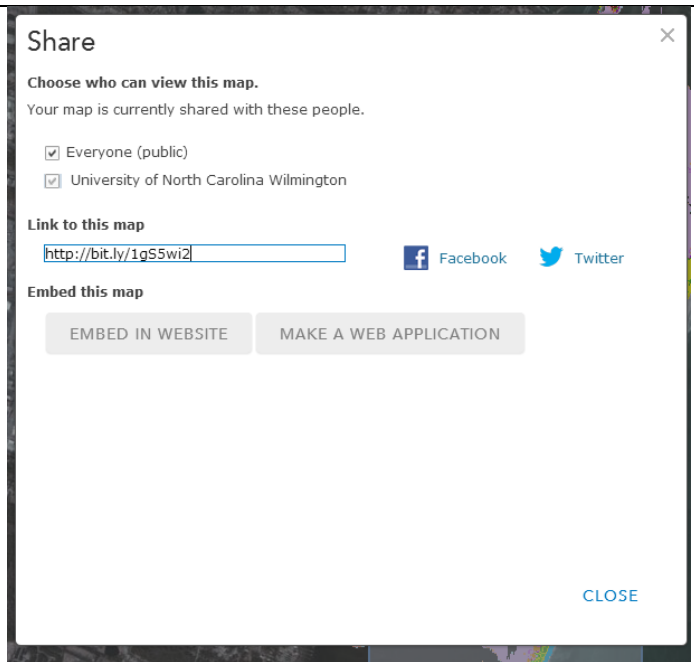 Share
Choose who can view this map.
Your map is currently shared with these people.
Everyone (public)
University of North Carolina Wilmington
Link to this map
http://bit.ly/1gS5wi2
Facebook
Twitter
Embed this map
EMBED IN WEBSITE
MAKE A WEB APPLICATION
CLOSE